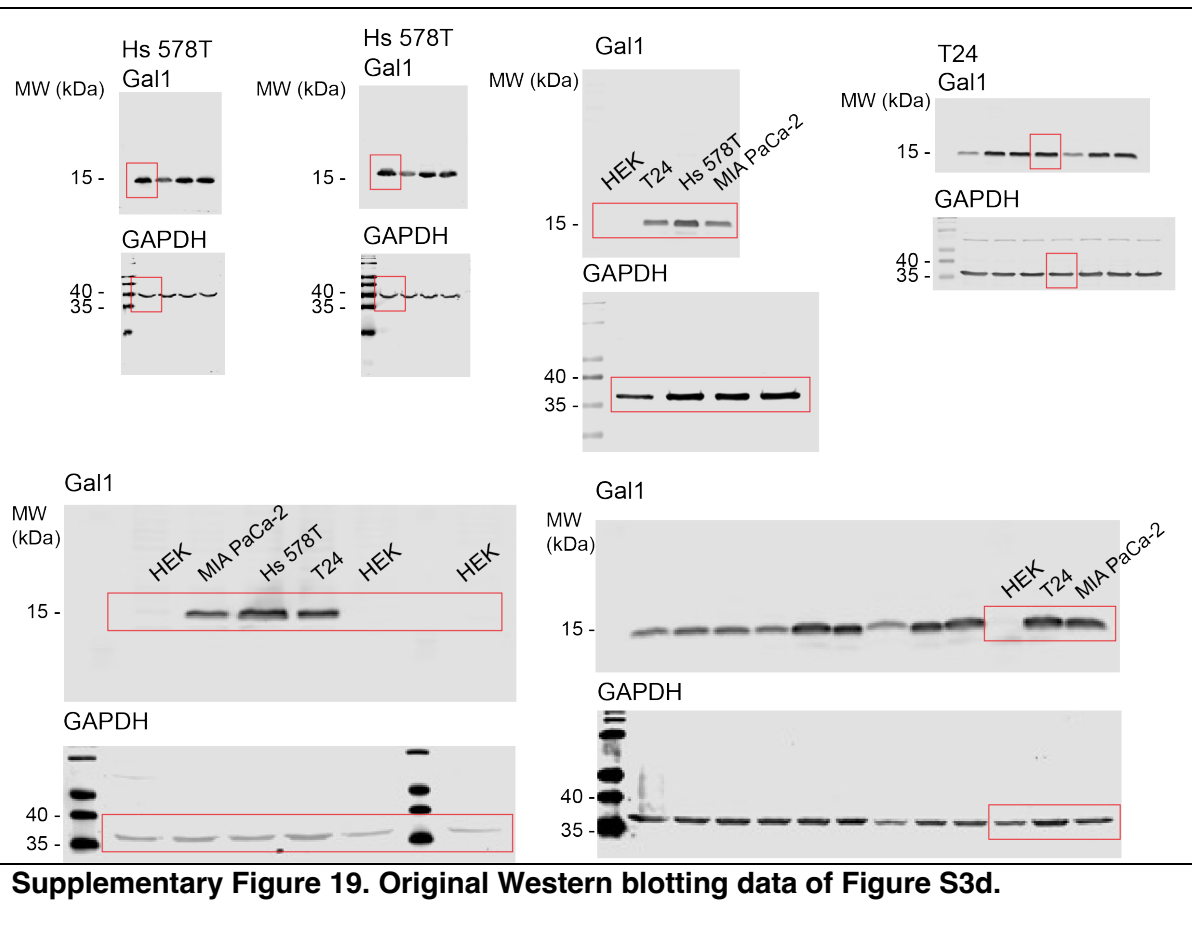 Hs 578T
Gal1
MW (kDa)
15 -
GAPDH
40 -
35 -
Hs 578T
Gal1
MW (kDa)
15 -
GAPDH
40 -
35 -
Gal1
MW (kDa)
HEK
T24
Hs 578T
MIA PaCa-2
15 -
GAPDH
40 -
35 -
T24
Gal1
MW (kDa)
15 -
GAPDH
40 -
35 -
Gal1
MW
(kDa)
HEK
MIA PaCa-2
Hs 578T
T24
HEK
HEK
15 -
GAPDH
40 -
35 -
Gal1
MW
(kDa)
HEK
T24
MIA PaCa-2
15 -
GAPDH
40 -
35 -
Supplementary Figure 19. Original Western blotting data of Figure S3d.